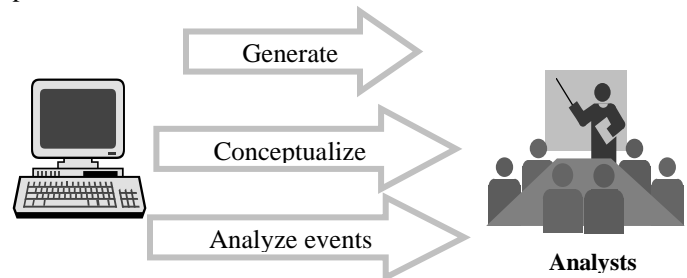 Generate
Conceptualize
Analyze events
Analysts